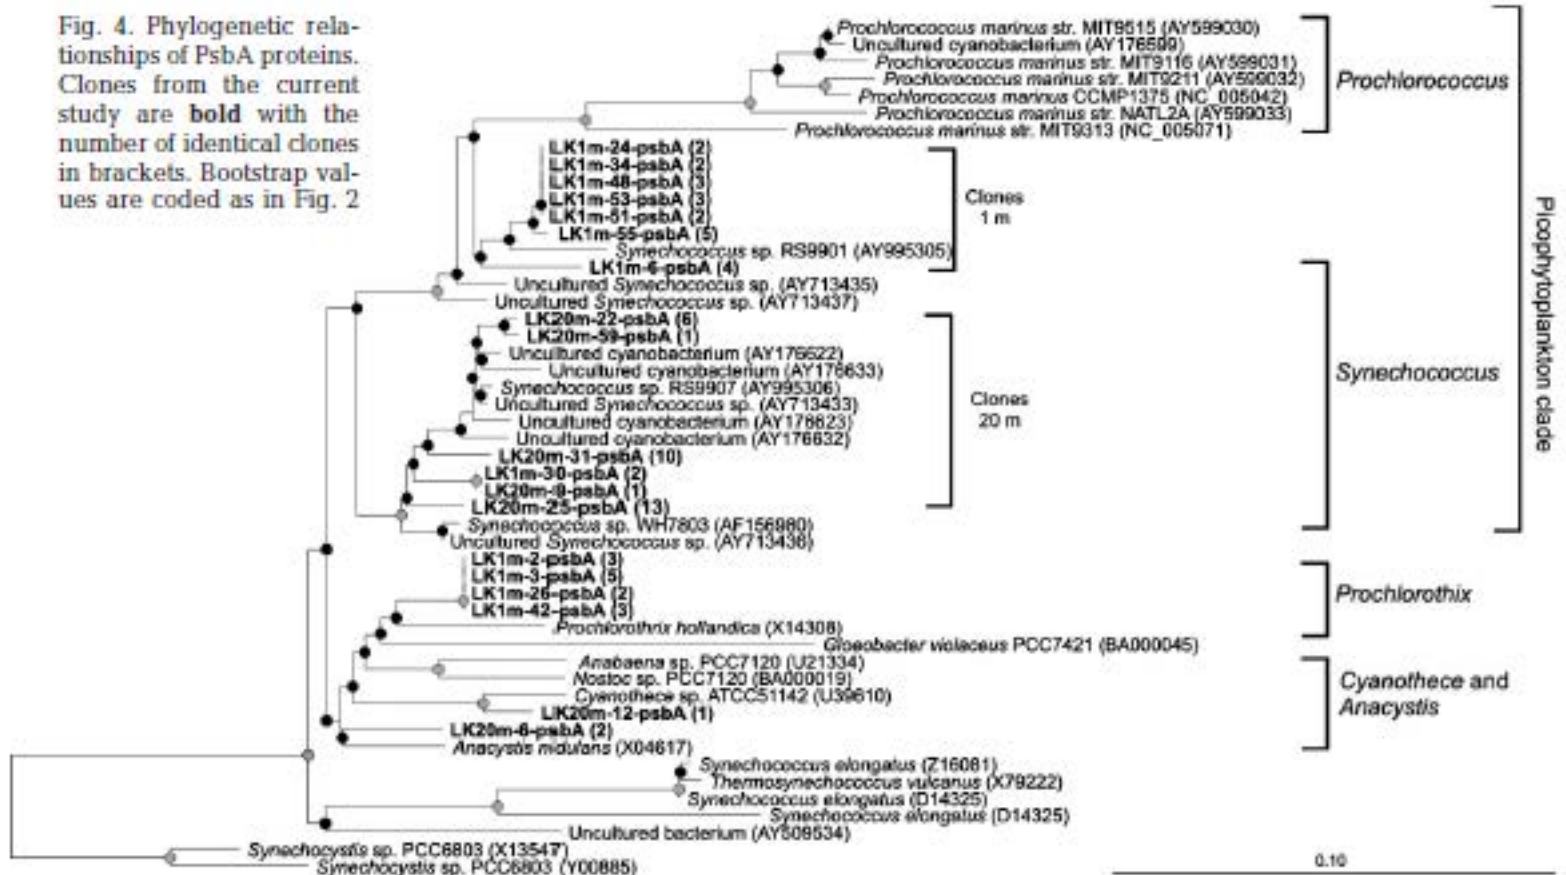 Fig. 4. Phylogenetic rela-
tionships of PsbA proteins.
Clones from the current
study are bold with the
number of identical clones
in brackets. Bootstrap val-
ues are coded as in Fig. 2
Prochlorococcus marinus str. MIT9515 (AY599030)
Uncultured cyanobacterium (AY176599)
Prochlorococcus marinus str. MIT9116 (AY599031)
Prochlorococcus marinus str. MIT9211 (AY599032)
Prochlorococcus marinus CCMP1375 (NC_005042)
Prochlorococcus marinus str. NATL2A (AY599033)
Prochlorococcus marinus str. MIT9313 (NC_005071)
Prochlorococcus
LK1m-24-psbA (2)
LK1m-34-psbA (2)
LK1m-48-psbA (3)
LK1m-53-psbA (3)
LK1m-51-psbA (2)
LK1m-55-psbA (5)
Synechococcus sp. RS9901 (AY995305)
LK1m-6-psbA (4)
Clones
1 m
Uncultured Synechococcus sp. (AY713435)
Uncultured Synechococcus sp. (AY713437)
LK20m-22-psbA (6)
LK20m-59-psbA (1)
Uncultured cyanobacterium (AY176622)
Uncultured cyanobacterium (AY176633)
Synechococcus sp. RS9907 (AY995306)
Uncultured Synechococcus sp. (AY713433)
Uncultured cyanobacterium (AY176623)
Uncultured cyanobacterium (AY176632)
LK20m-31-psbA (10)
LK1m-30-psbA (2)
LK20m-9-psbA (1)
LK20m-25-psbA (13)
Clones
20 m
Synechococcus sp. WH7803 (AF156980)
Uncultured Synechococcus sp. (AY713436)
Synechococcus
Picophytoplankton clade
LK1m-2-psbA (3)
LK1m-3-psbA (5)
LK1m-26-psbA (2)
LK1m-42-psbA (3)
Prochlorothrix hollandica (X14308)
Prochlorothix
Gloeobacter violaceus PCC7421 (BA000045)
Anabaena sp. PCC7120 (U21334)
Nostoc sp. PCC7120 (BA000019)
Cyanothece sp. ATCC51142 (U39610)
LK20m-12-psbA (1)
LK20m-6-psbA (2)
Anacystis nidulans (X04617)
Cyanothece and
Anacystis
Synechococcus elongatus (Z16081)
Thermosynechococcus vulcanus (X79222)
Synechococcus elongatus (D14325)
Synechococcus elongatus (D14325)
Uncultured bacterium (AY509534)
Synechocystis sp. PCC6803 (X13547)
Synechocystis sp. PCC6803 (Y00885)
0.10